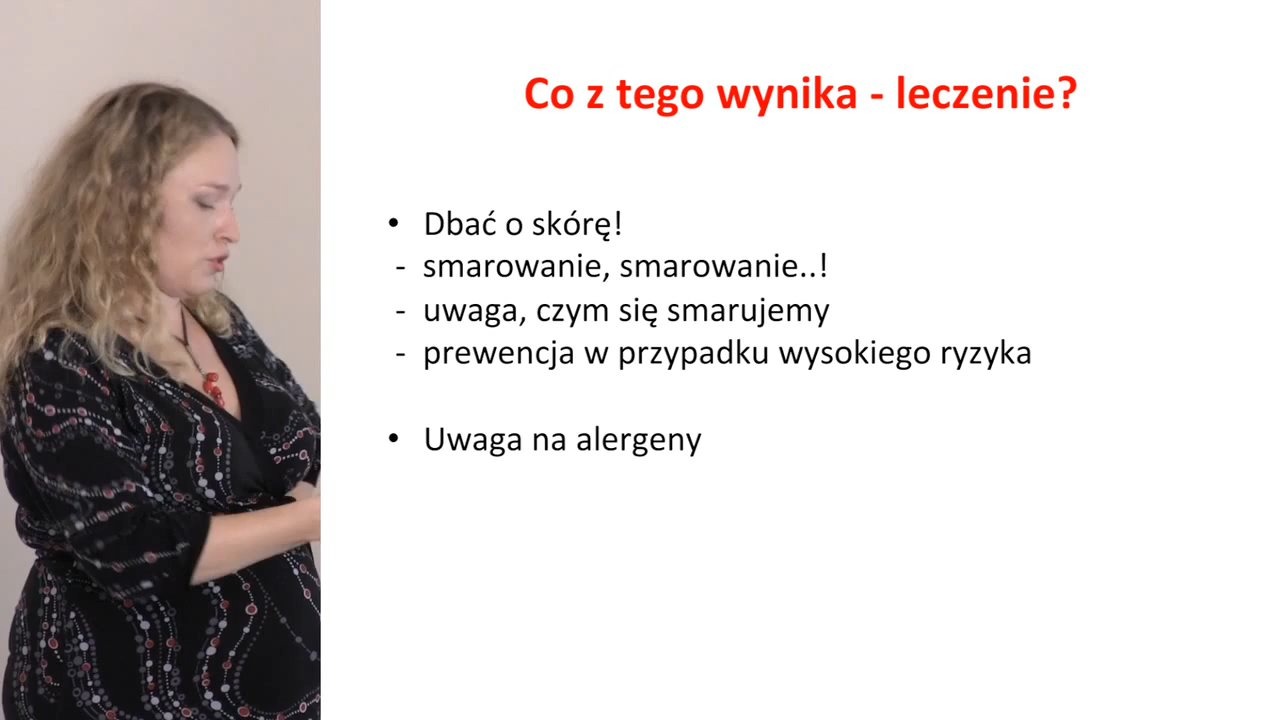 Co z tego wynika - leczenie?
• Dbać o skórę!
- smarowanie, smarowanie..!
- uwaga, czym się smarujemy
- prewencja w przypadku wysokiego ryzyka
• Uwaga na alergeny